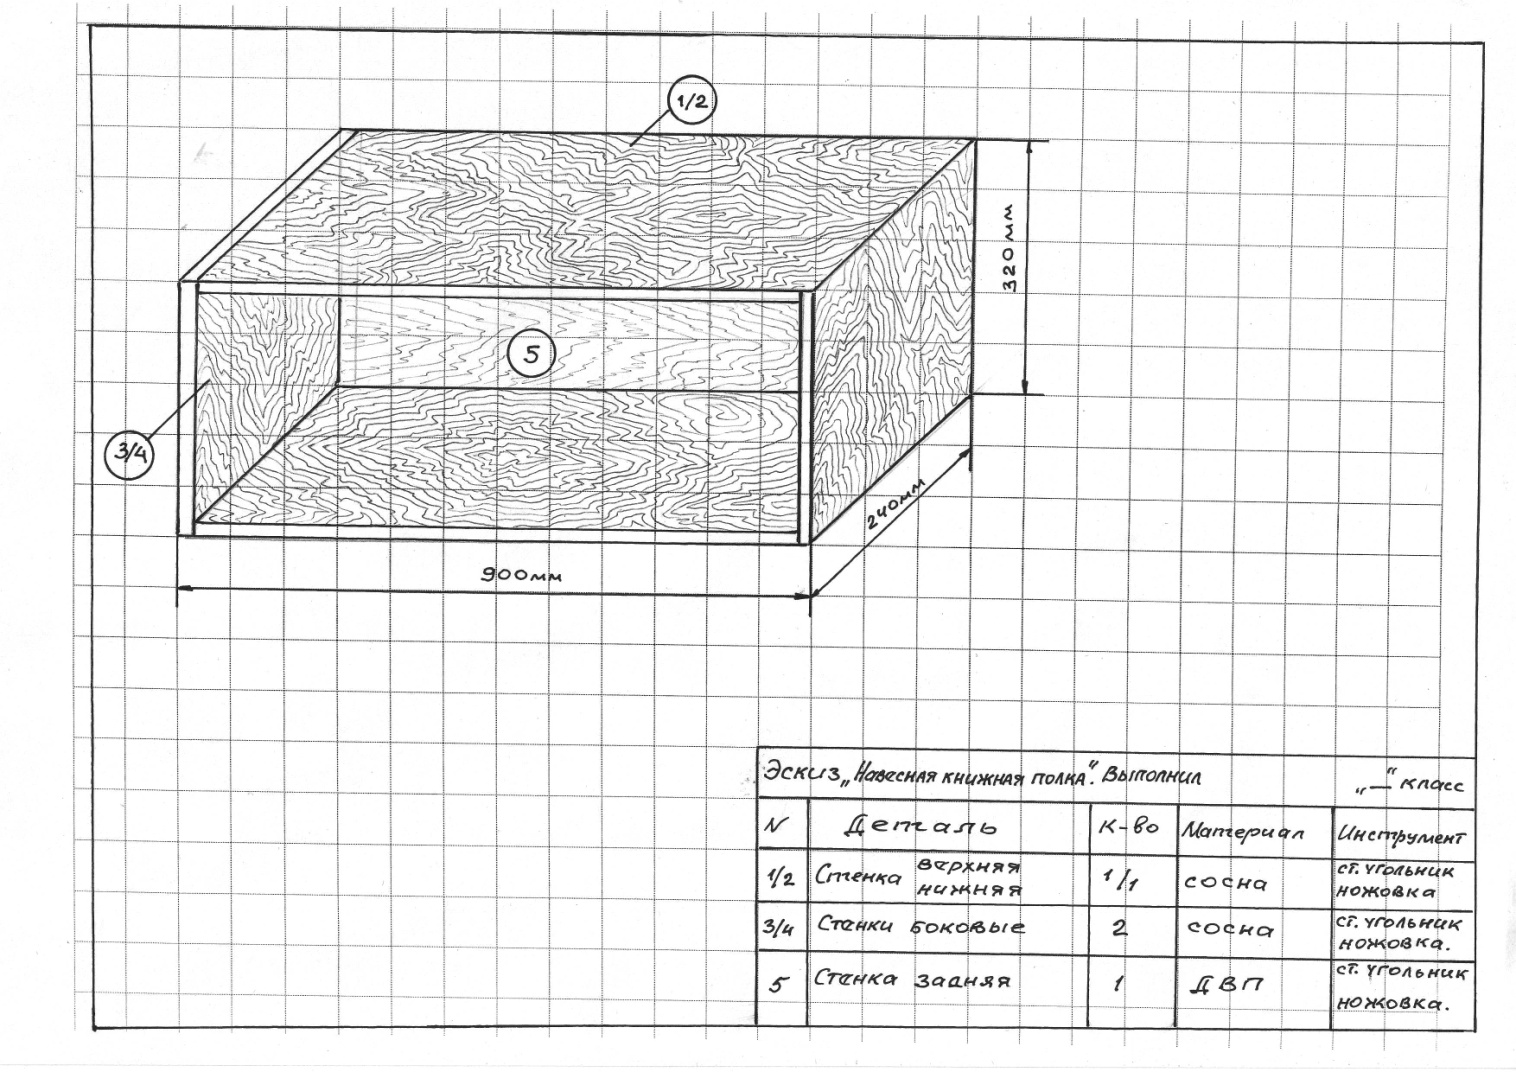 1/2
320мм
5
3/4
240мм
900мм
Эскиз „Навесная книжная полка". Выполнил „—" класс
N Деталь К-во Материал Инструмент
1/2 Стенка верхняя нижняя 1/1 сосна ст. угольник ножовка
3/4 Стенки боковые 2 сосна ст. угольник ножовка.
5 Стенка задняя 1 ДВП ст. угольник ножовка.